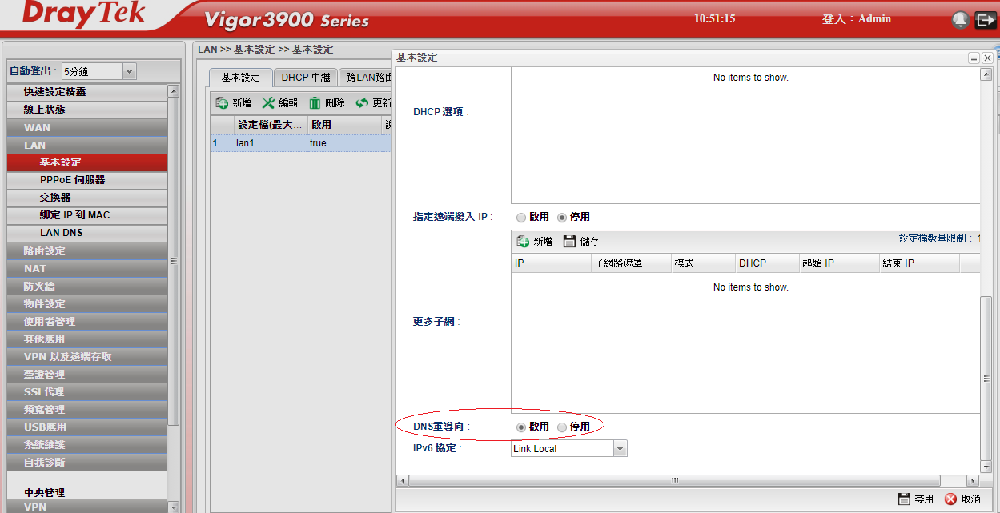 DrayTek
Vigor3900 Series
10:51:15
登入：Admin
自動登出：
5分鐘
快速設定精靈
線上狀態
WAN
LAN
基本設定
PPPoE 伺服器
交換器
綁定 IP 到 MAC
LAN DNS
路由設定
NAT
防火牆
物件設定
使用者管理
其他應用
VPN 以及遠端存取
憑證管理
SSL代理
頻寬管理
USB應用
系統維護
自我診斷
中央管理
VPN
LAN >> 基本設定 >> 基本設定
基本設定 DHCP 中繼 跨LAN路由
新增 編輯 刪除 更新
設定檔(最大... 啟用
1 lan1 true
基本設定
No items to show.
DHCP 選項：
指定遠端撥入 IP： 啟用 停用
新增 儲存 設定檔數量限制：
IP 子網路遮罩 模式 DHCP 起始 IP 結束 IP
No items to show.
更多子網：
DNS重導向： 啟用 停用
IPv6 協定： Link Local
套用 取消